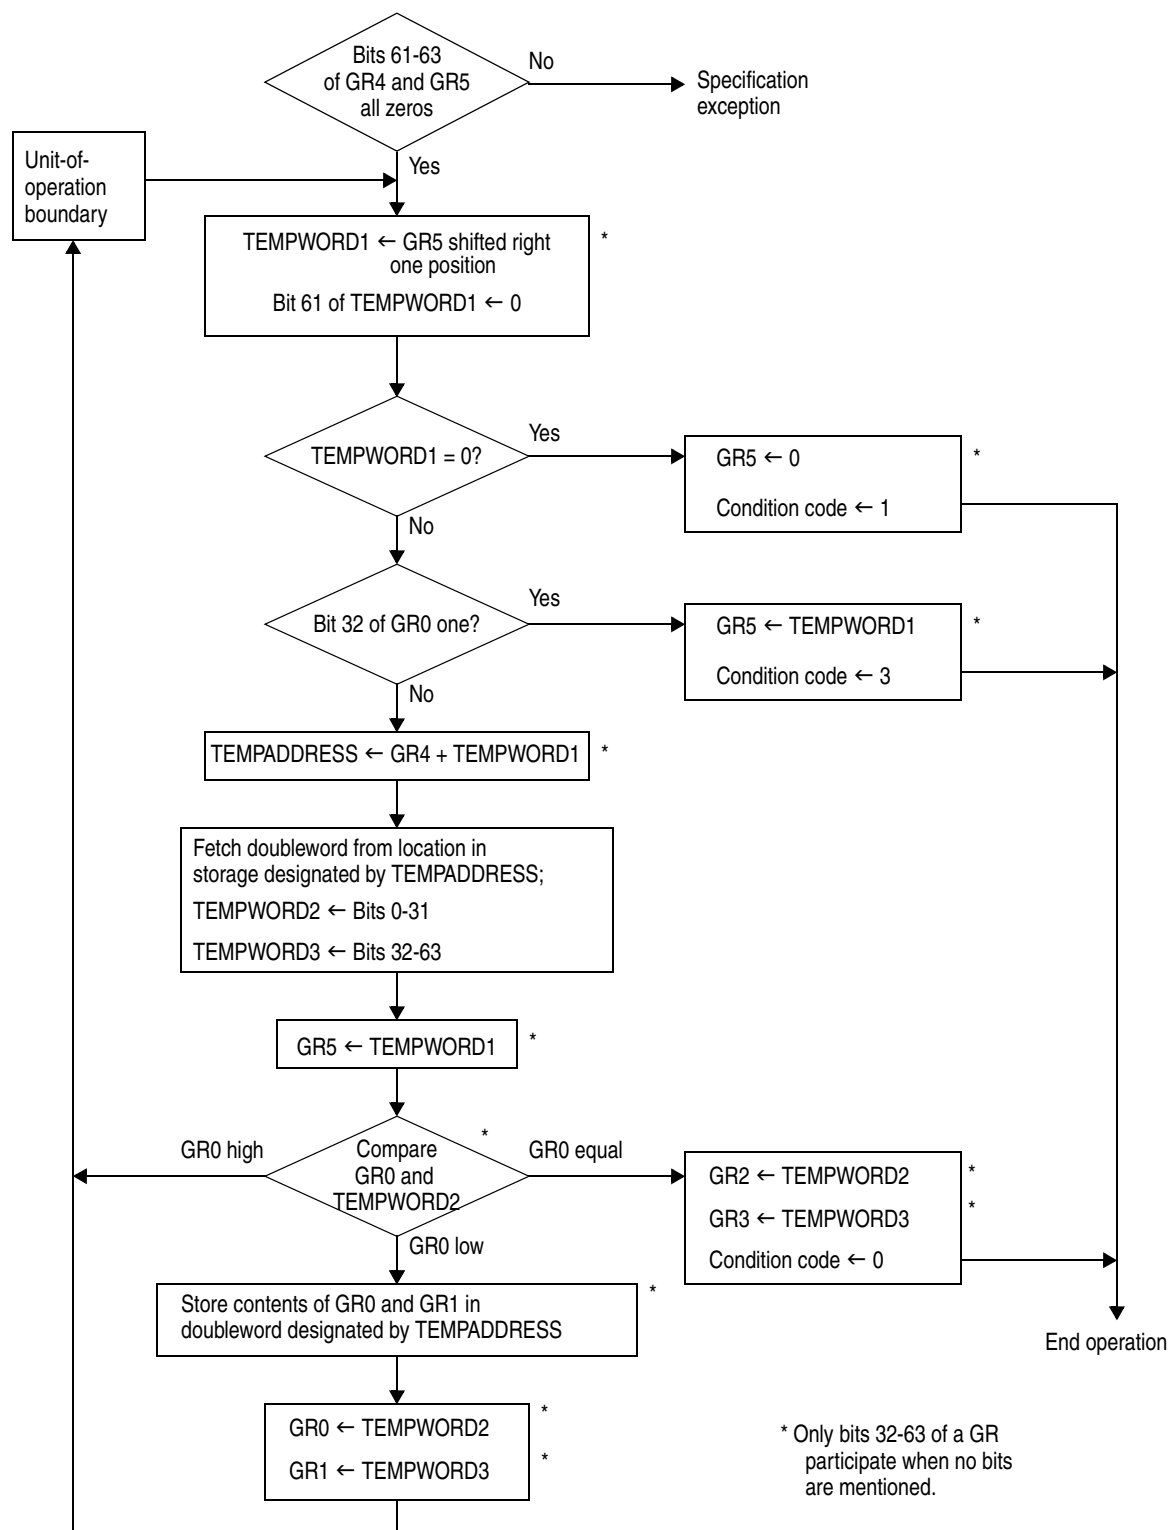 Bits 61-63
of GR4 and GR5
all zeros
No
Specification
exception
Unit-of-
operation
boundary
Yes
TEMPWORD1 ← GR5 shifted right
one position
*
Bit 61 of TEMPWORD1 ← 0
TEMPWORD1 = 0?
Yes
GR5 ← 0
*
Condition code ← 1
No
Bit 32 of GR0 one?
Yes
GR5 ← TEMPWORD1
*
Condition code ← 3
No
TEMPADDRESS ← GR4 + TEMPWORD1
*
Fetch doubleword from location in
storage designated by TEMPADDRESS;
TEMPWORD2 ← Bits 0-31
TEMPWORD3 ← Bits 32-63
GR5 ← TEMPWORD1
*
GR0 high
Compare
GR0 and
TEMPWORD2
*
GR0 equal
GR2 ← TEMPWORD2
*
GR3 ← TEMPWORD3
*
Condition code ← 0
GR0 low
Store contents of GR0 and GR1 in
doubleword designated by TEMPADDRESS
*
End operation
GR0 ← TEMPWORD2
*
GR1 ← TEMPWORD3
*
* Only bits 32-63 of a GR
participate when no bits
are mentioned.